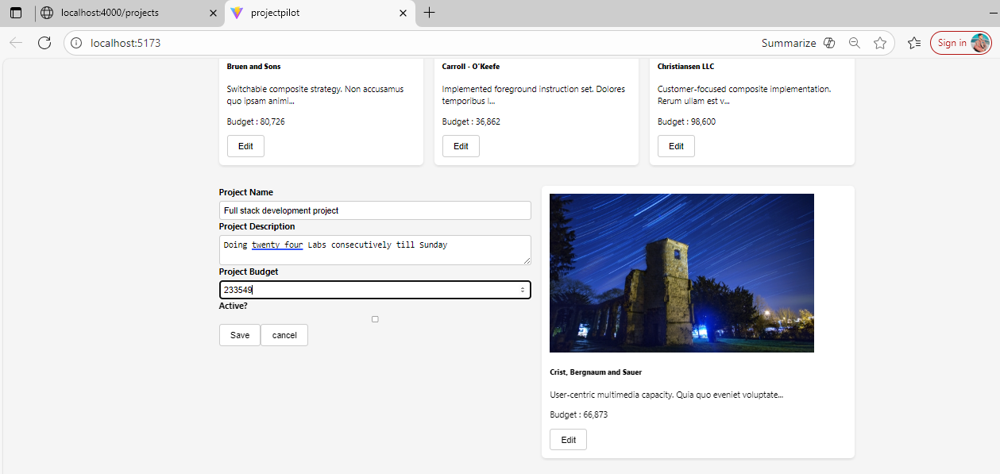 localhost:4000/projects
projectpilot
localhost:5173
Summarize
Sign in
Bruen and Sons
Switchable composite strategy. Non accusamus
quo ipsam animi...
Budget : 80,726
Edit
Carroll - O'Keefe
Implemented foreground instruction set. Dolores
temporibus l...
Budget : 36,862
Edit
Christiansen LLC
Customer-focused composite implementation.
Rerum ullam est v...
Budget : 98,600
Edit
Project Name
Full stack development project
Project Description
Doing twenty four Labs consecutively till Sunday
Project Budget
233549
Active?
Save
cancel
Crist, Bergnaum and Sauer
User-centric multimedia capacity. Quia quo eveniet voluptate...
Budget : 66,873
Edit